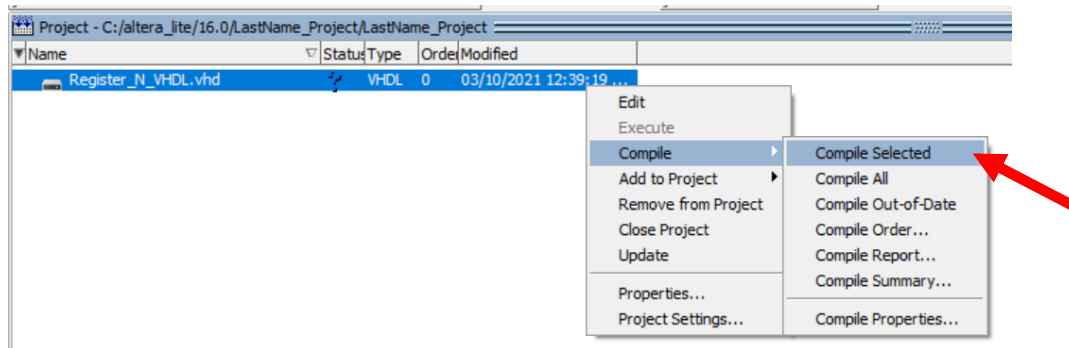 Project - C:/altera_lite/16.0/LastName_Project/LastName_Project
Name Status Type Order Modified
Register_N_VHDL.vhd VHDL 0 03/10/2021 12:39:19 ...
Edit
Execute
Compile
Add to Project
Remove from Project
Close Project
Update
Properties...
Project Settings...
Compile Selected
Compile All
Compile Out-of-Date
Compile Order...
Compile Report...
Compile Summary...
Compile Properties...